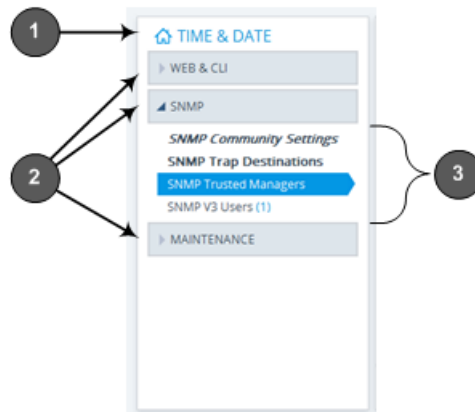 1
TIME & DATE
WEB & CLI
SNMP
SNMP Community Settings
SNMP Trap Destinations
2
SNMP Trusted Managers
3
SNMP V3 Users (1)
MAINTENANCE